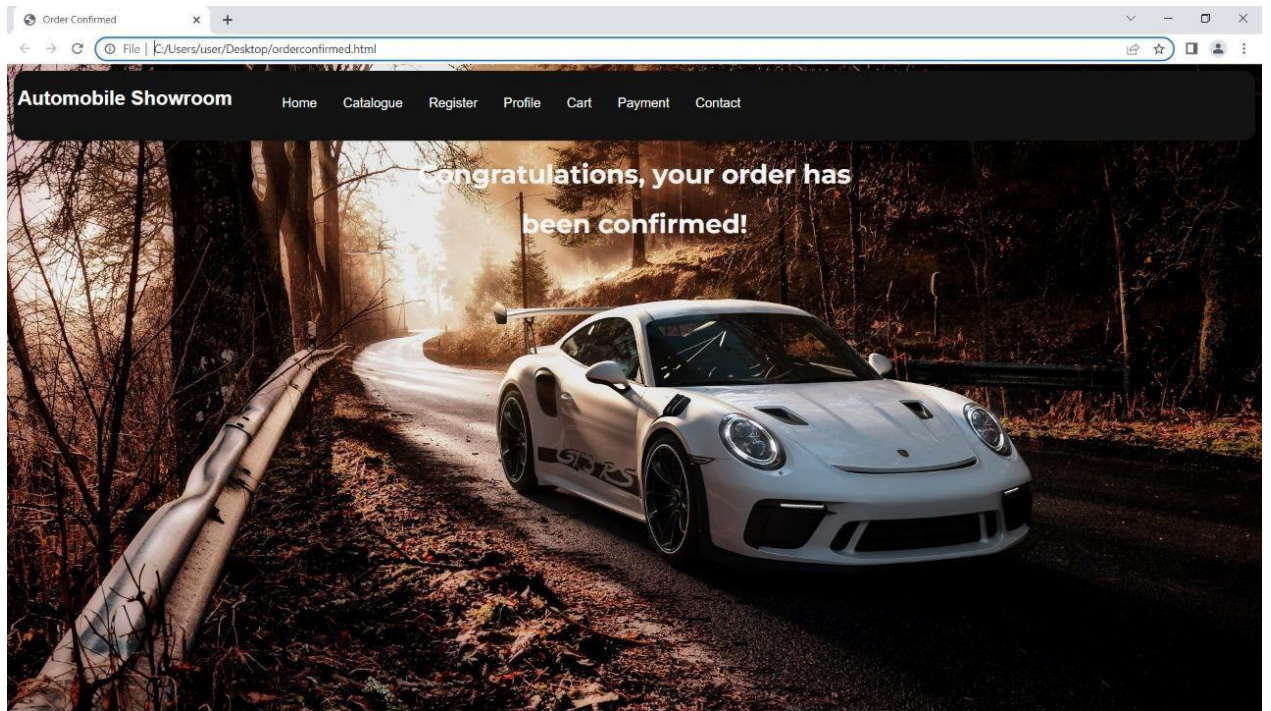 Order Confirmed
File | C:/Users/user/Desktop/orderconfirmed.html
Automobile Showroom Home Catalogue Register Profile Cart Payment Contact
Congratulations, your order has
been confirmed!
GT3 RS